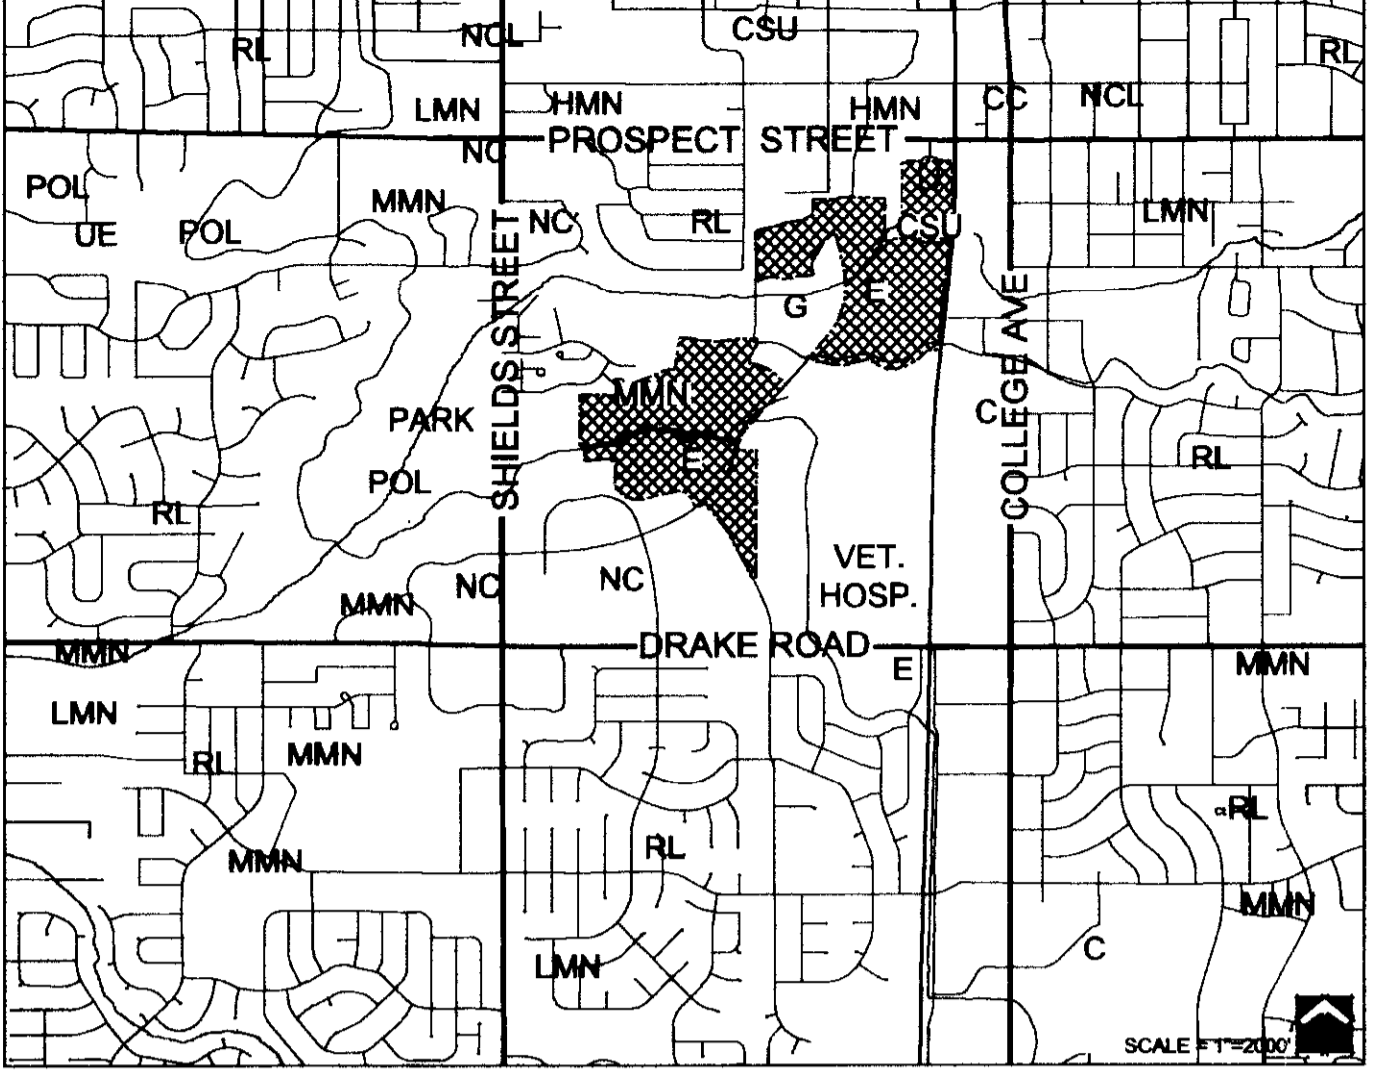 CSU
NCL
RL
RL
CC
NCL
LMN
HMN
HMN
PROSPECT STREET
NC
POL
MMN
UE
POL
NC
RL
CSU
LMN
E
G
SHIELDS STREET
COLLEGE AVE
MMN
PARK
C
E
RL
POL
RL
VET.
HOSP.
NC
NC
MMN
DRAKE ROAD
MMN
E
MMN
LMN
RL
MMN
RL
RL
MMN
MMN
C
LMN
SCALE = 1"=2000'